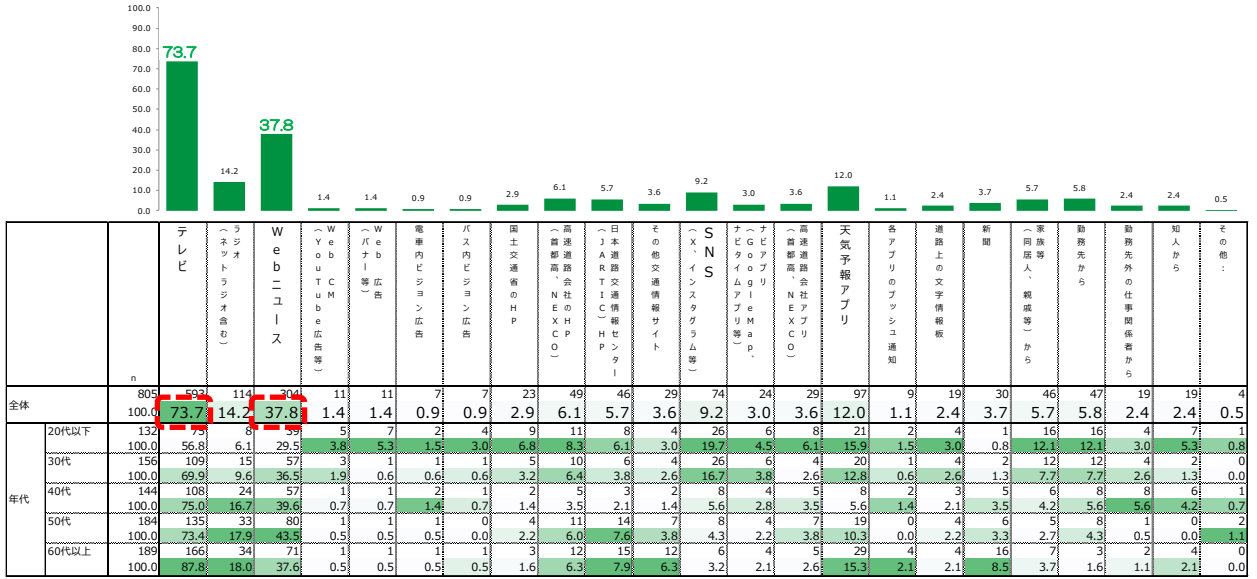 100.0
90.0
80.0
70.0
60.0
50.0
40.0
30.0
20.0
10.0
0.0
73.7 14.2 37.8 1.4 1.4 0.9 0.9 2.9 6.1 5.7 3.6 9.2 3.0 3.6 12.0 1.1 2.4 3.7 5.7 5.8 2.4 2.4 0.5
n
テレビ
ラジオ
（ネットラジオ含む）
Webニュース
Web CM
（YouTube広告等）
Web広告
（バナー等）
電車内ビジョン広告
バス内ビジョン広告
国土交通省のHP
高速道路会社のHP
（首都高、NEXCO）
日本道路交通情報センター
（JARTIC）HP
その他交通情報サイト
SNS
（X、インスタグラム等）
ナビアプリ
（GoogleMap、
ナビタイムアプリ等）
高速道路会社アプリ
（首都高、NEXCO）
天気予報アプリ
各アプリのプッシュ通知
道路上の文字情報板
新聞
家族等
（同居人、親戚等）から
勤務先から
勤務先外の仕事関係者から
知人から
その他：
全体
805 593 114 304 11 11 7 7 23 49 46 29 74 24 29 97 9 19 30 46 47 19 19 4
100.0 73.7 14.2 37.8 1.4 1.4 0.9 0.9 2.9 6.1 5.7 3.6 9.2 3.0 3.6 12.0 1.1 2.4 3.7 5.7 5.8 2.4 2.4 0.5
年代
20代以下 132 75 8 39 5 7 2 4 9 11 8 4 26 6 8 21 2 4 1 16 16 4 7 1
100.0 56.8 6.1 29.5 3.8 5.3 1.5 3.0 6.8 8.3 6.1 3.0 19.7 4.5 6.1 15.9 1.5 3.0 0.8 12.1 12.1 3.0 5.3 0.8
30代 156 109 15 57 3 1 1 1 5 10 6 4 26 6 4 20 1 4 2 12 12 4 2 0
100.0 69.9 9.6 36.5 1.9 0.6 0.6 0.6 3.2 6.4 3.8 2.6 16.7 3.8 2.6 12.8 0.6 2.6 1.3 7.7 7.7 2.6 1.3 0.0
40代 144 108 24 57 1 1 2 1 2 5 3 2 8 4 5 8 2 3 5 6 8 8 6 1
100.0 75.0 16.7 39.6 0.7 0.7 1.4 0.7 1.4 3.5 2.1 1.4 5.6 2.8 3.5 5.6 1.4 2.1 3.5 4.2 5.6 5.6 4.2 0.7
50代 184 135 33 80 1 1 1 0 4 11 14 7 8 4 7 19 0 4 6 5 8 1 0 2
100.0 73.4 17.9 43.5 0.5 0.5 0.5 0.0 2.2 6.0 7.6 3.8 4.3 2.2 3.8 10.3 0.0 2.2 3.3 2.7 4.3 0.5 0.0 1.1
60代以上 189 166 34 71 1 1 1 1 3 12 15 12 6 4 5 29 4 4 16 7 3 2 4 0
100.0 87.8 18.0 37.6 0.5 0.5 0.5 0.5 1.6 6.3 7.9 6.3 3.2 2.1 2.6 15.3 2.1 2.1 8.5 3.7 1.6 1.1 2.1 0.0